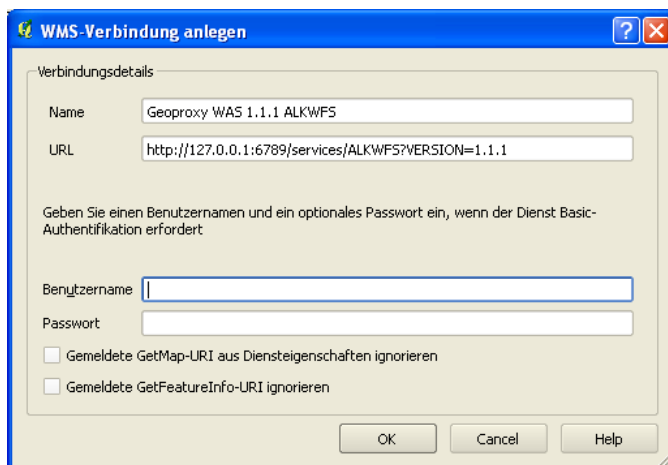 WMS-Verbindung anlegen
Verbindungsdetails
Name
Geoproxy WAS 1.1.1 ALKWFS
URL
http://127.0.0.1:6789/services/ALKWFS?VERSION=1.1.1
Geben Sie einen Benutzernamen und ein optionales Passwort ein, wenn der Dienst Basic-
Authentifikation erfordert
Benutzername
Passwort
Gemeldete GetMap-URI aus Diensteigenschaften ignorieren
Gemeldete GetFeatureInfo-URI ignorieren
OK
Cancel
Help